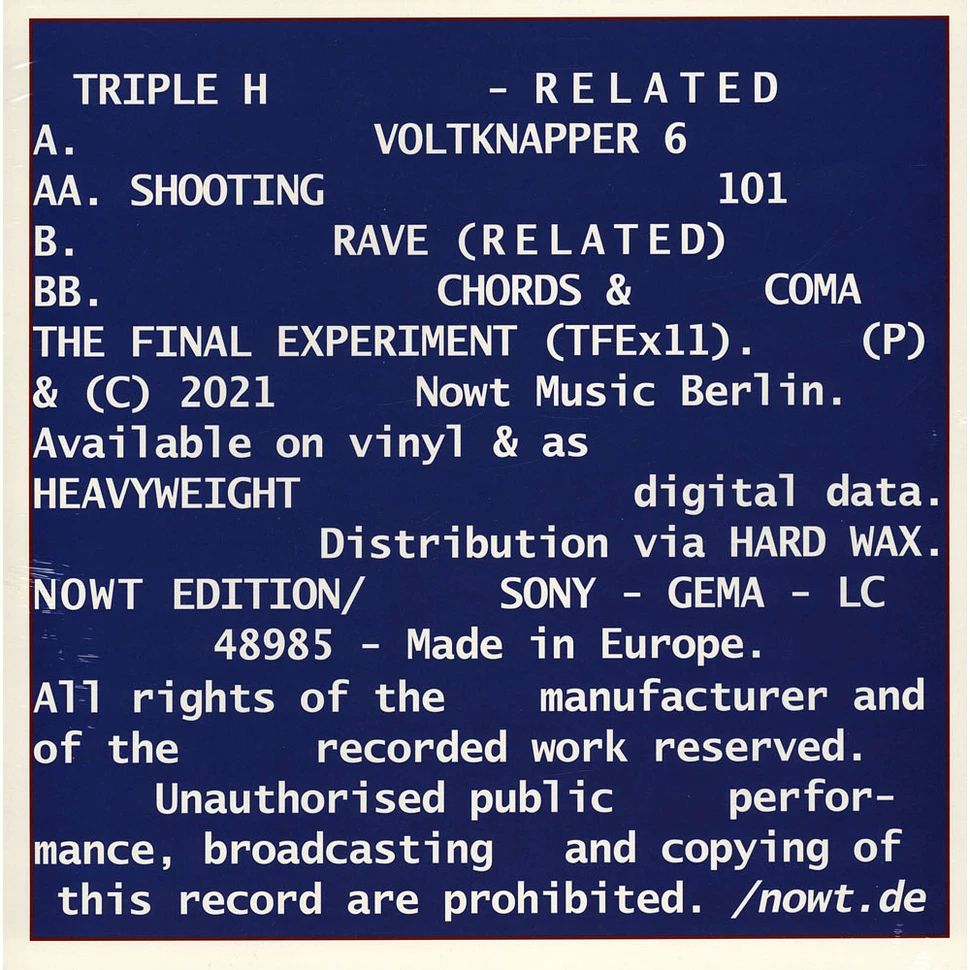 TRIPLE H - RELATED
A. VOLTKNAPPER 6
AA. SHOOTING 101
B. RAVE (RELATED)
BB. CHORDS & COMA
THE FINAL EXPERIMENT (TFEx11). (P)
& (C) 2021 Nowt Music Berlin.
Available on vinyl & as
HEAVYWEIGHT digital data.
Distribution via HARD WAX.
NOWT EDITION/ SONY - GEMA - LC
48985 - Made in Europe.
All rights of the manufacturer and
of the recorded work reserved.
Unauthorised public perfor-
mance, broadcasting and copying of
this record are prohibited. /nowt.de